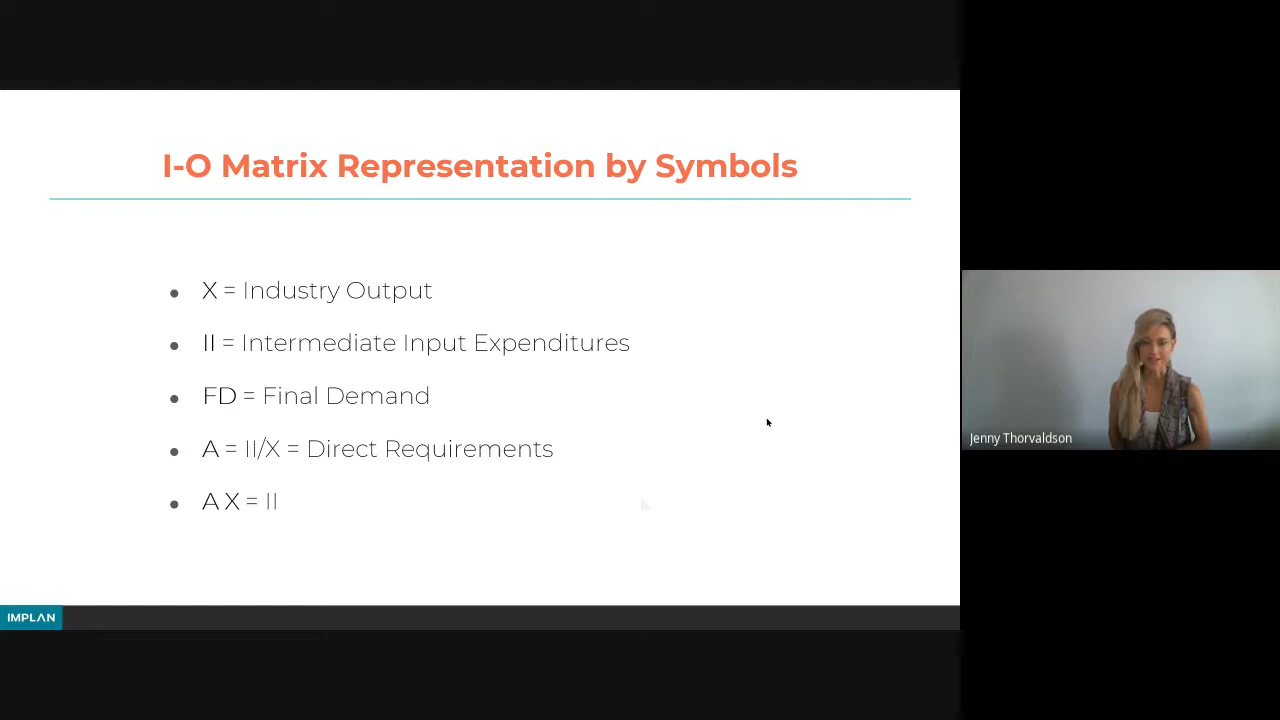 I-O Matrix Representation by Symbols
● X = Industry Output
● II = Intermediate Input Expenditures
● FD = Final Demand
● A = II/X = Direct Requirements
● A X = II
Jenny Thorvaldson
IMPLAN